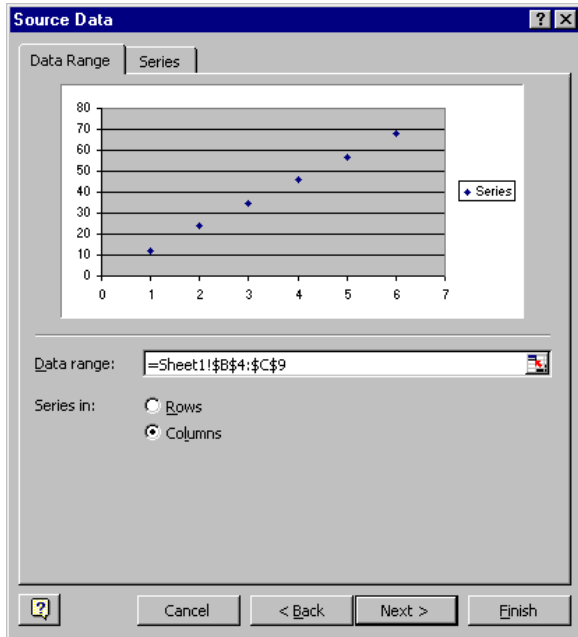 Source Data
Data Range Series
80
70
60
50
40
30
20
10
0
0 1 2 3 4 5 6 7
Series
Data range: =Sheet1!$B$4:$C$9
Series in: Rows
Columns
? Cancel < Back Next > Finish